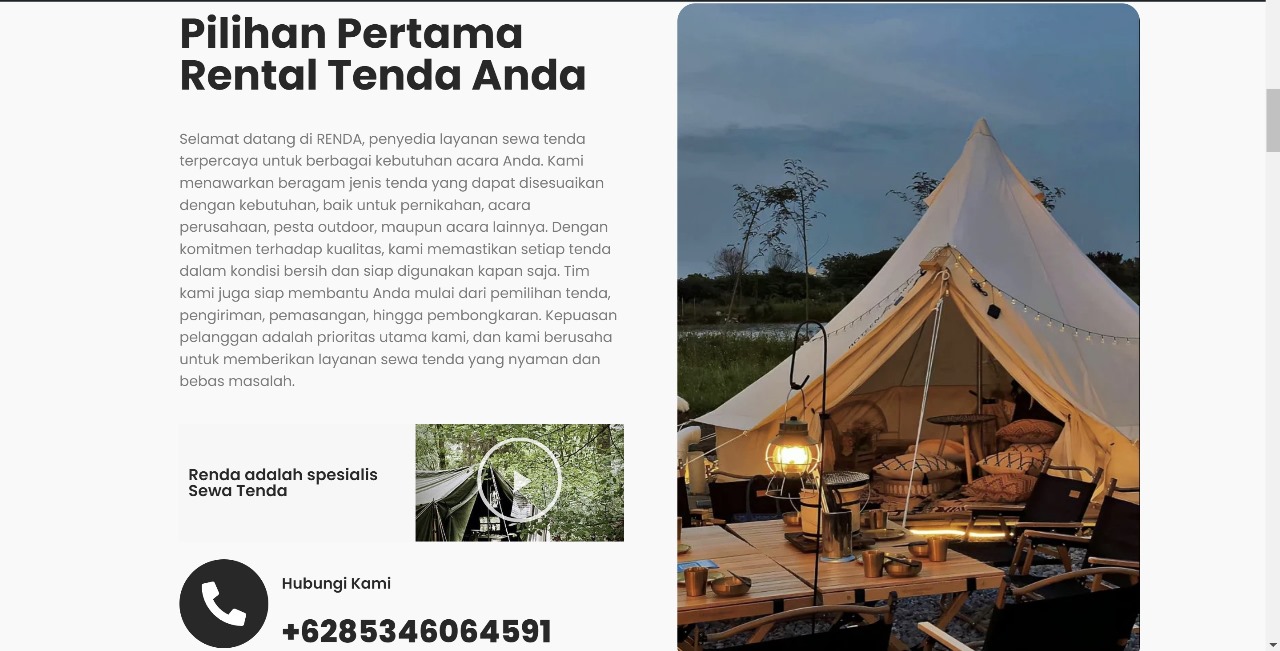 Pilihan Pertama
Rental Tenda Anda
Selamat datang di RENDA, penyedia layanan sewa tenda
terpercaya untuk berbagai kebutuhan acara Anda. Kami
menawarkan beragam jenis tenda yang dapat disesuaikan
dengan kebutuhan, baik untuk pernikahan, acara
perusahaan, pesta outdoor, maupun acara lainnya. Dengan
komitmen terhadap kualitas, kami memastikan setiap tenda
dalam kondisi bersih dan siap digunakan kapan saja. Tim
kami juga siap membantu Anda mulai dari pemilihan tenda,
pengiriman, pemasangan, hingga pembongkaran. Kepuasan
pelanggan adalah prioritas utama kami, dan kami berusaha
untuk memberikan layanan sewa tenda yang nyaman dan
bebas masalah.
Renda adalah spesialis
Sewa Tenda
Hubungi Kami
+6285346064591